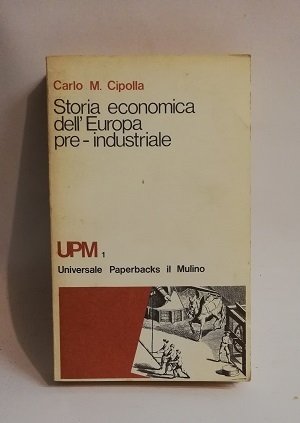 Carlo M. Cipolla
Storia economica
dell'Europa
pre-industriale
UPM 1
Universale Paperbacks il Mulino